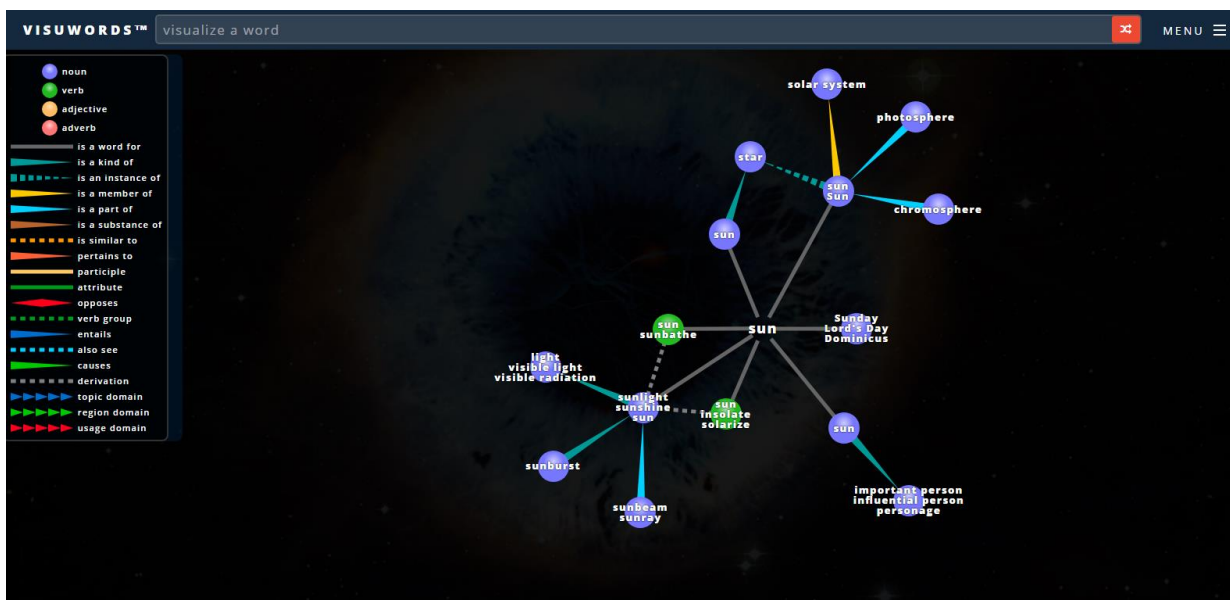 VISUWORDS™
visualize a word
MENU
noun
verb
adjective
adverb
is a word for
is a kind of
is an instance of
is a member of
is a part of
is a substance of
is similar to
pertains to
participle
attribute
opposes
verb group
entails
also see
causes
derivation
topic domain
region domain
usage domain
solar system
photosphere
star
sun
Sun
chromosphere
sun
sun
sunbathe
sun
Sunday
Lord's Day
Dominicus
light
visible light
visible radiation
sunlight
sunshine
sun
sun
insolate
solarize
sun
sunburst
important person
influential person
personage
sunbeam
sunray